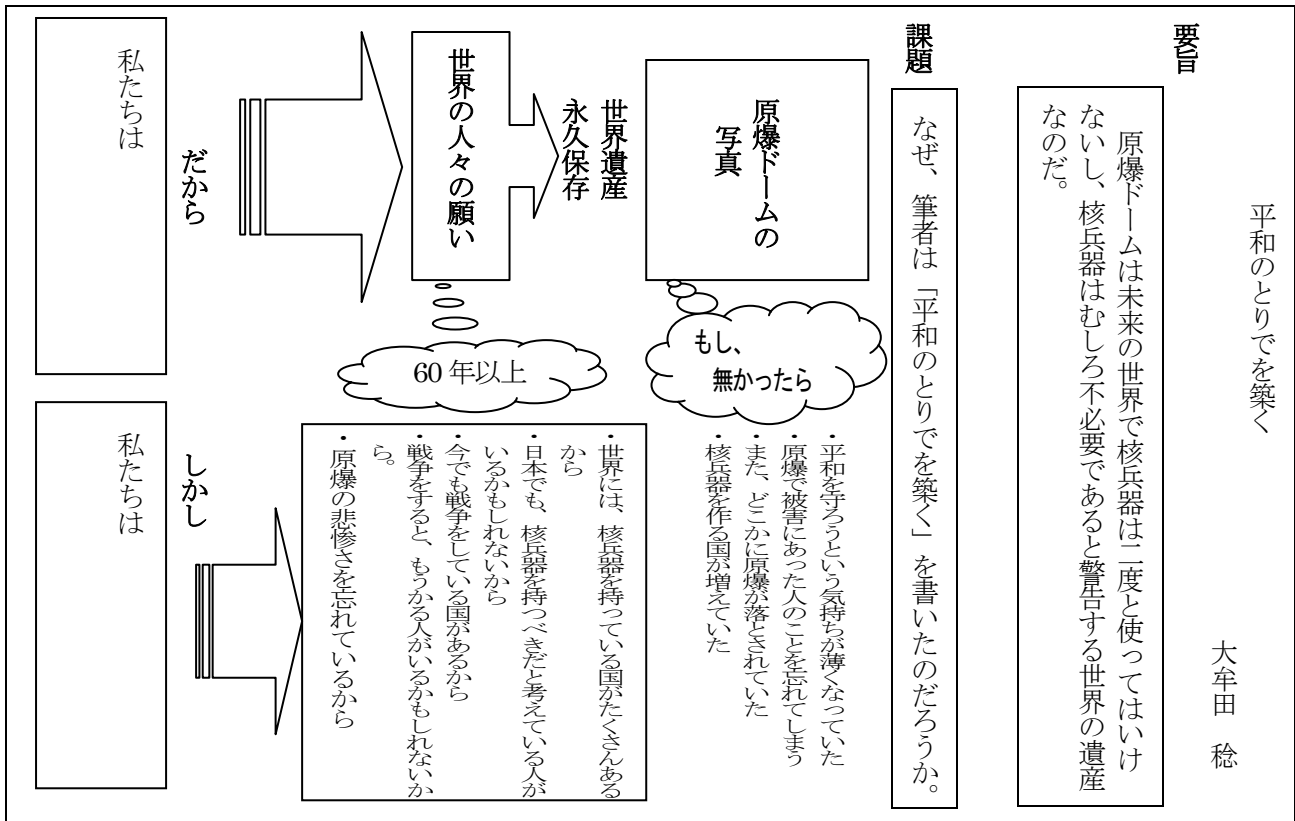 平和のとりでを築く
大牟田　稔
要旨
原爆ドームは未来の世界で核兵器は二度と使ってはいけ
ないし、核兵器はむしろ不必要であると警告する世界の遺産
なのだ。
課題
なぜ、筆者は「平和のとりでを築く」を書いたのだろうか。
原爆ドームの
写真
もし、
無かったら
・平和を守ろうという気持ちが薄くなっていた
・原爆で被害にあった人のことを忘れてしまう
・また、どこかに原爆が落とされていた
・核兵器を作る国が増えていた
世界遺産
永久保存
世界の人々の願い
60年以上
・世界には、核兵器を持っている国がたくさんある
から
・日本でも、核兵器を持つべきだと考えている人が
いるかもしれないから
・今でも戦争をしている国があるから
・戦争をすると、もうかる人がいるかもしれないか
ら。
・原爆の悲惨さを忘れているから
だから
私たちは
しかし
私たちは